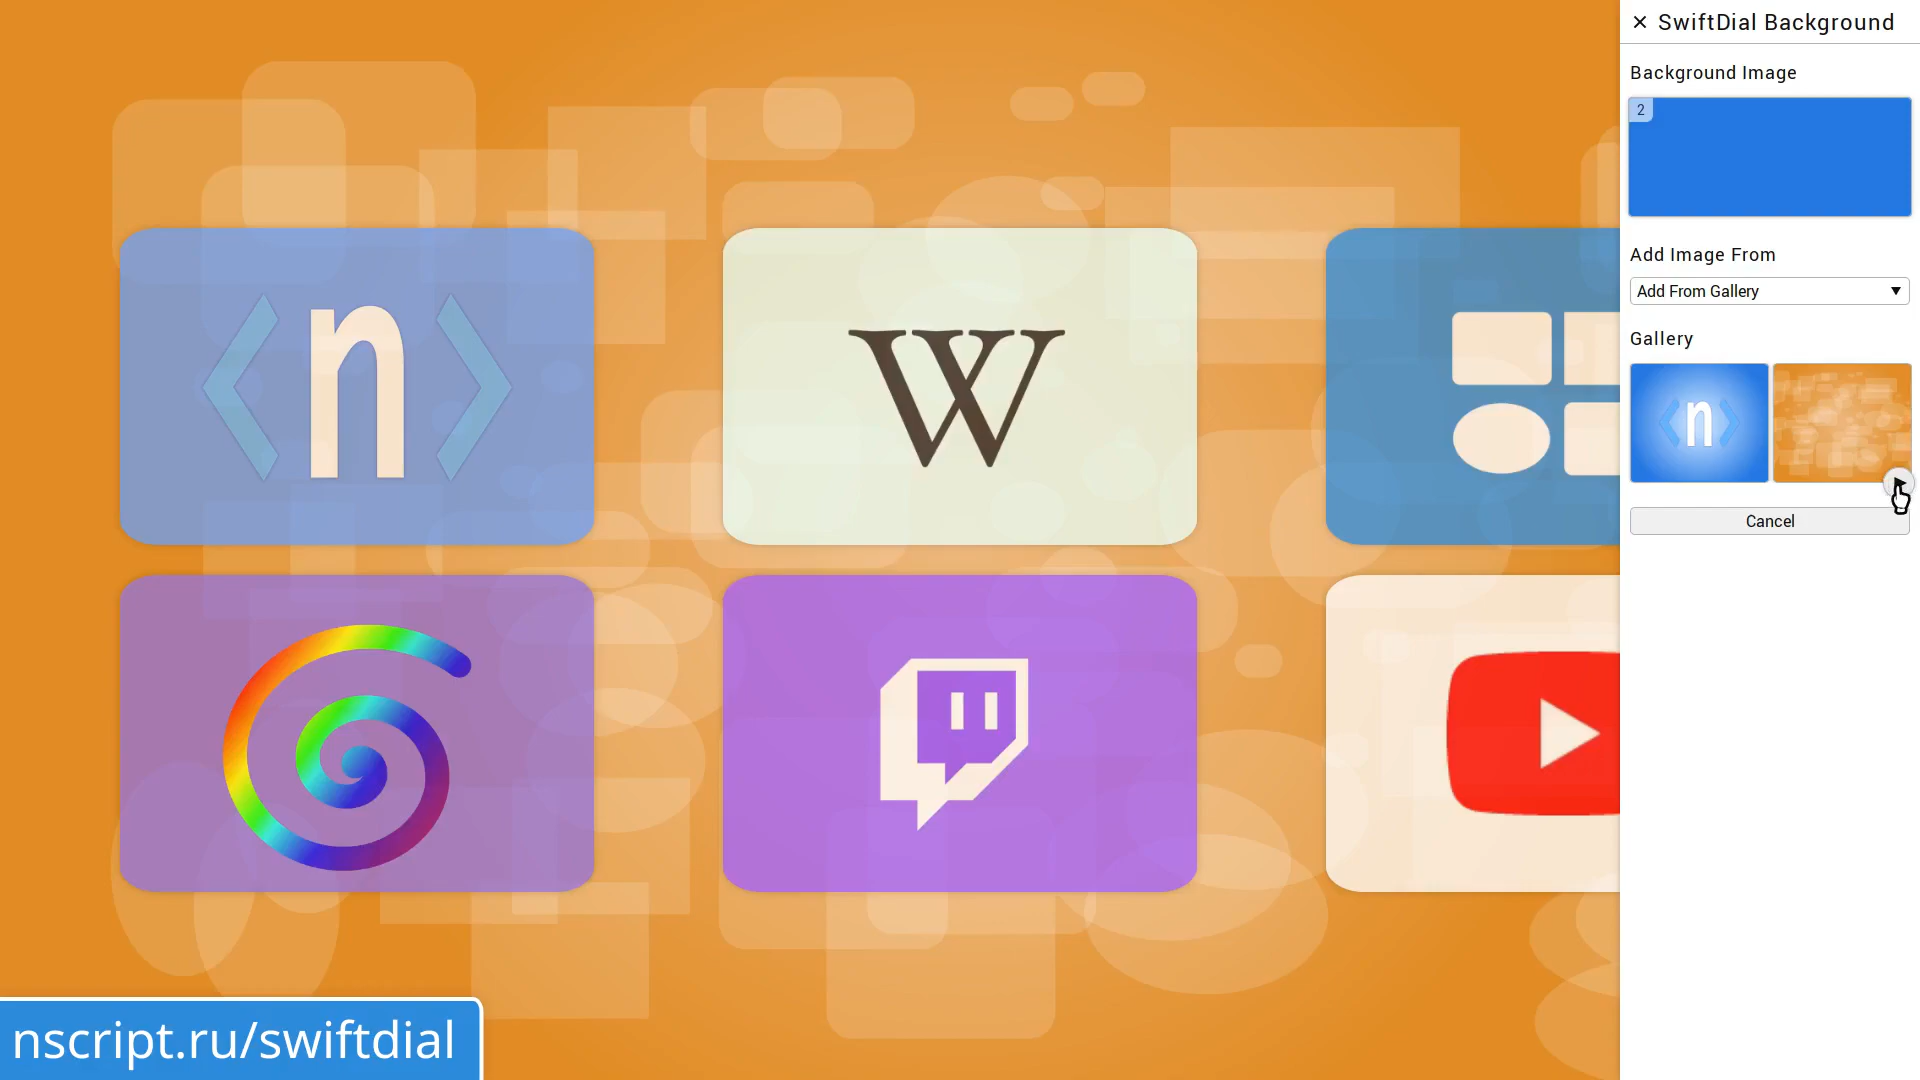 SwiftDial Background
Background Image
2
Add Image From
Add From Gallery
Gallery
<n>
Cancel
<n>
W
nscript.ru/swiftdial